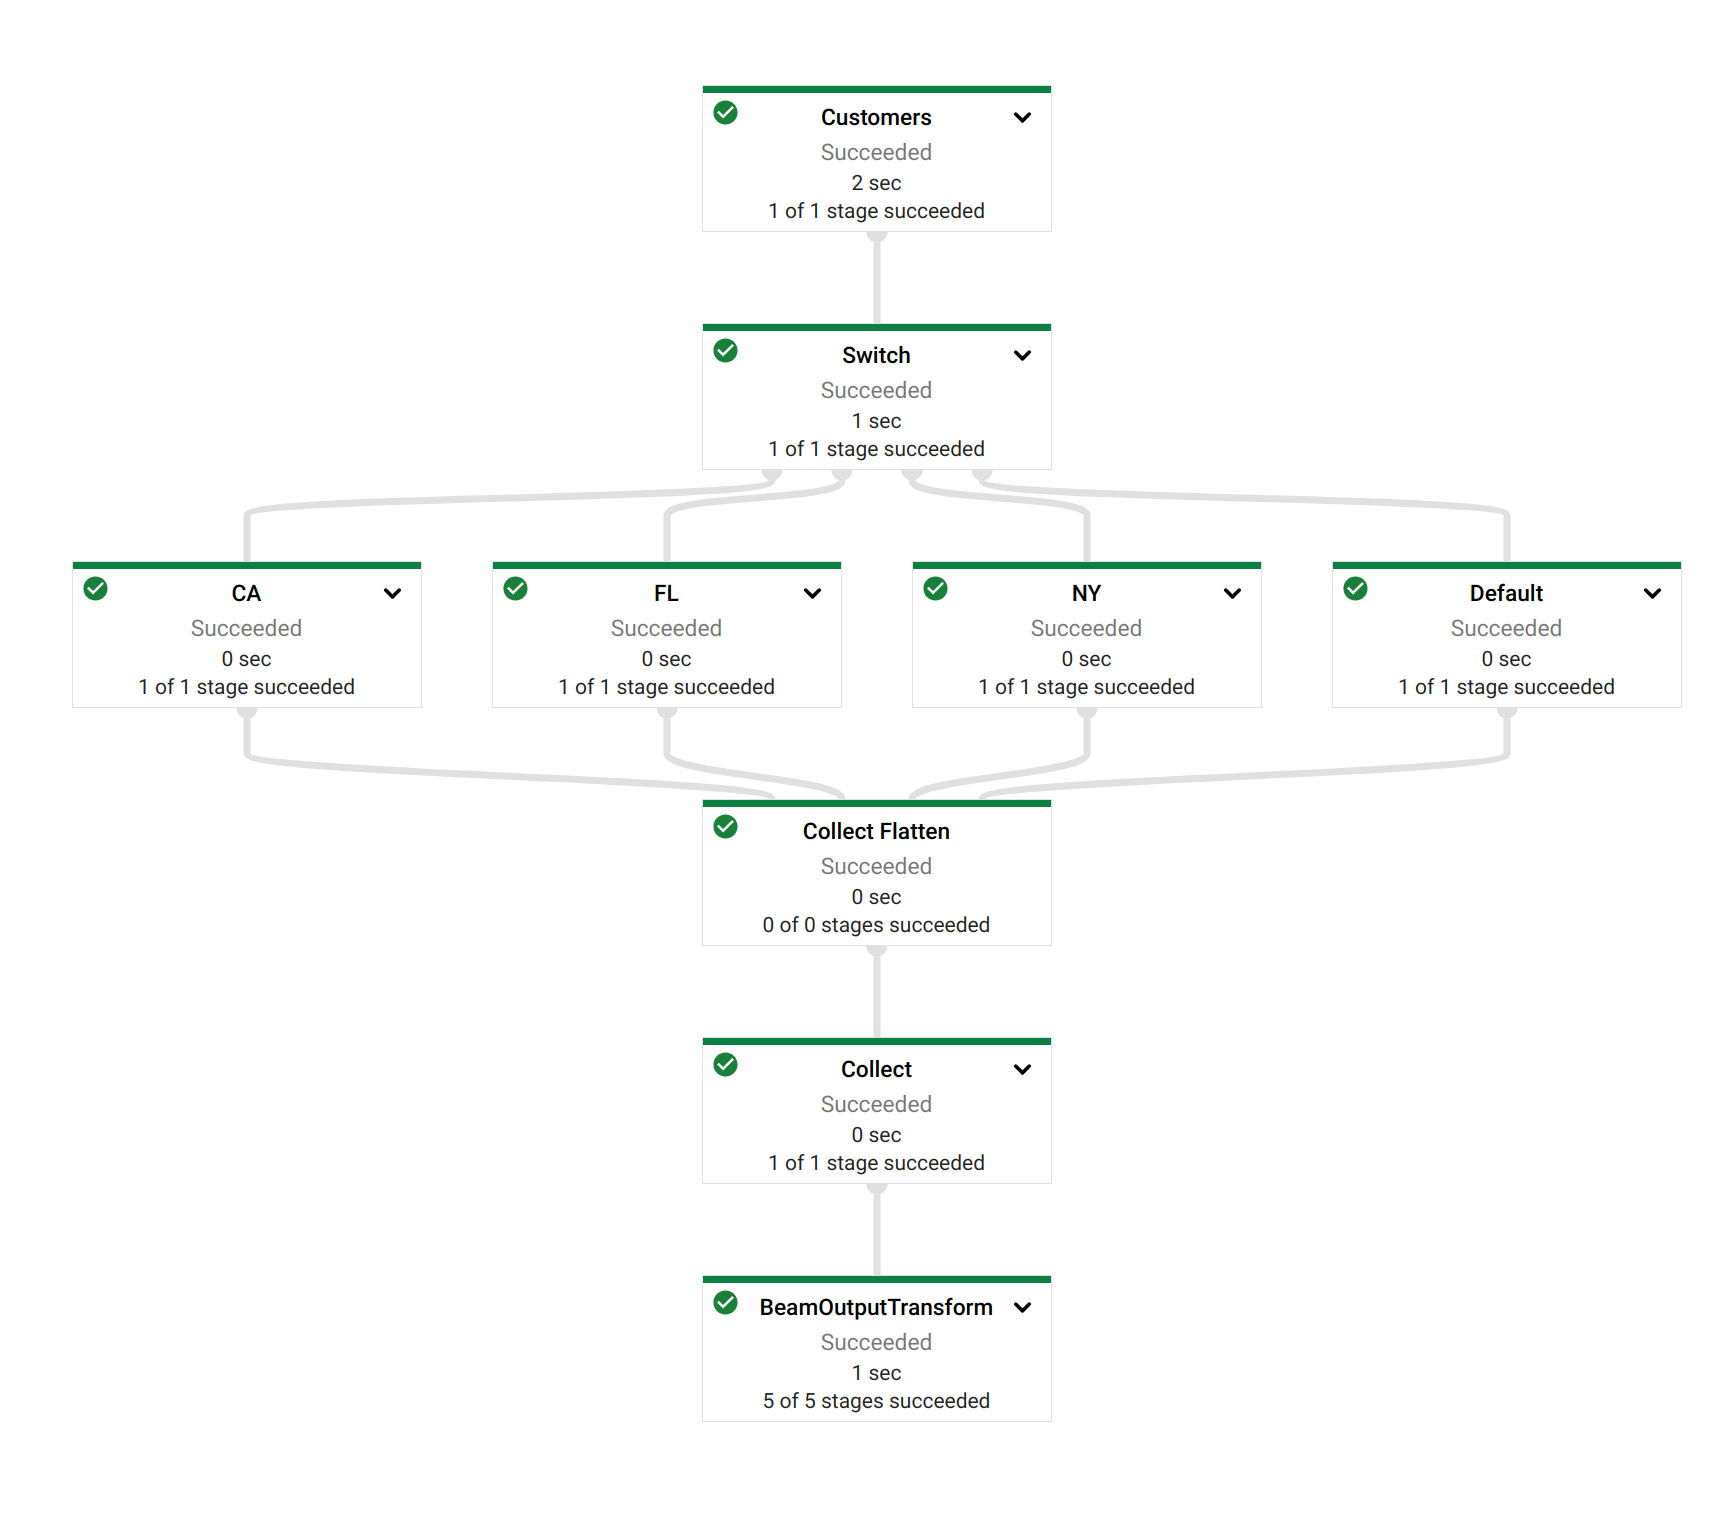 Customers
Succeeded
2 sec
1 of 1 stage succeeded
Switch
Succeeded
1 sec
1 of 1 stage succeeded
CA
Succeeded
0 sec
1 of 1 stage succeeded
FL
Succeeded
0 sec
1 of 1 stage succeeded
NY
Succeeded
0 sec
1 of 1 stage succeeded
Default
Succeeded
0 sec
1 of 1 stage succeeded
Collect Flatten
Succeeded
0 sec
0 of 0 stages succeeded
Collect
Succeeded
0 sec
1 of 1 stage succeeded
BeamOutputTransform
Succeeded
1 sec
5 of 5 stages succeeded